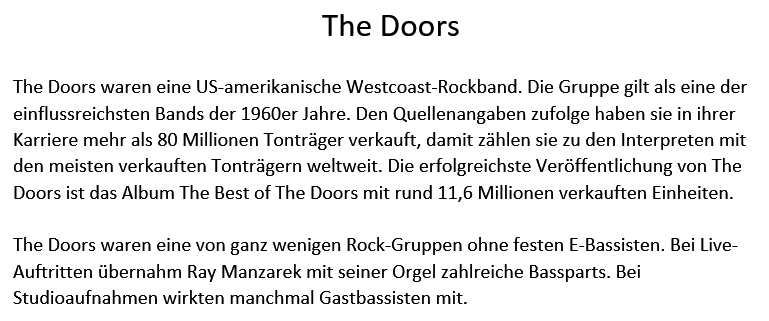 The Doors
The Doors waren eine US-amerikanische Westcoast-Rockband. Die Gruppe gilt als eine der
einflussreichsten Bands der 1960er Jahre. Den Quellenangaben zufolge haben sie in ihrer
Karriere mehr als 80 Millionen Tonträger verkauft, damit zählen sie zu den Interpreten mit
den meisten verkauften Tonträgern weltweit. Die erfolgreichste Veröffentlichung von The
Doors ist das Album The Best of The Doors mit rund 11,6 Millionen verkauften Einheiten.
The Doors waren eine von ganz wenigen Rock-Gruppen ohne festen E-Bassisten. Bei Live-
Auftritten übernahm Ray Manzarek mit seiner Orgel zahlreiche Bassparts. Bei
Studioaufnahmen wirkten manchmal Gastbassisten mit.